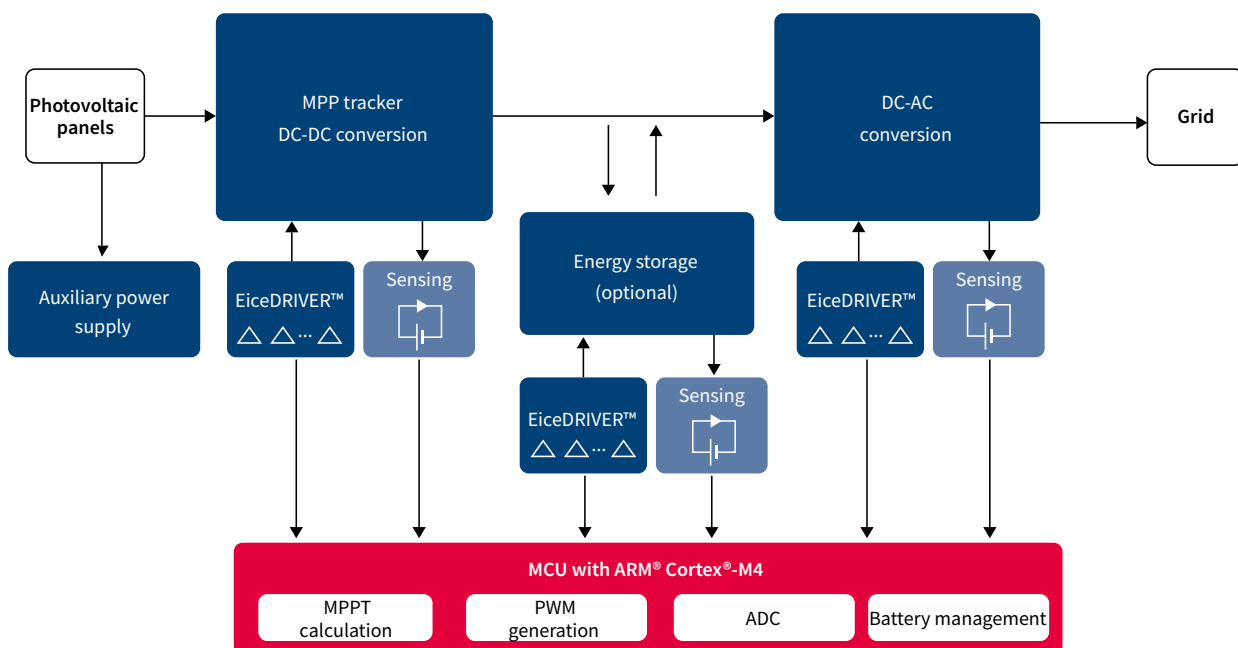 Photovoltaic
panels
MPP tracker
DC-DC conversion
DC-AC
conversion
Grid
Auxiliary power
supply
EiceDRIVER™
...
Sensing
Energy storage
(optional)
EiceDRIVER™
...
Sensing
EiceDRIVER™
...
Sensing
MCU with ARM® Cortex®-M4
MPPT
calculation
PWM
generation
ADC
Battery management